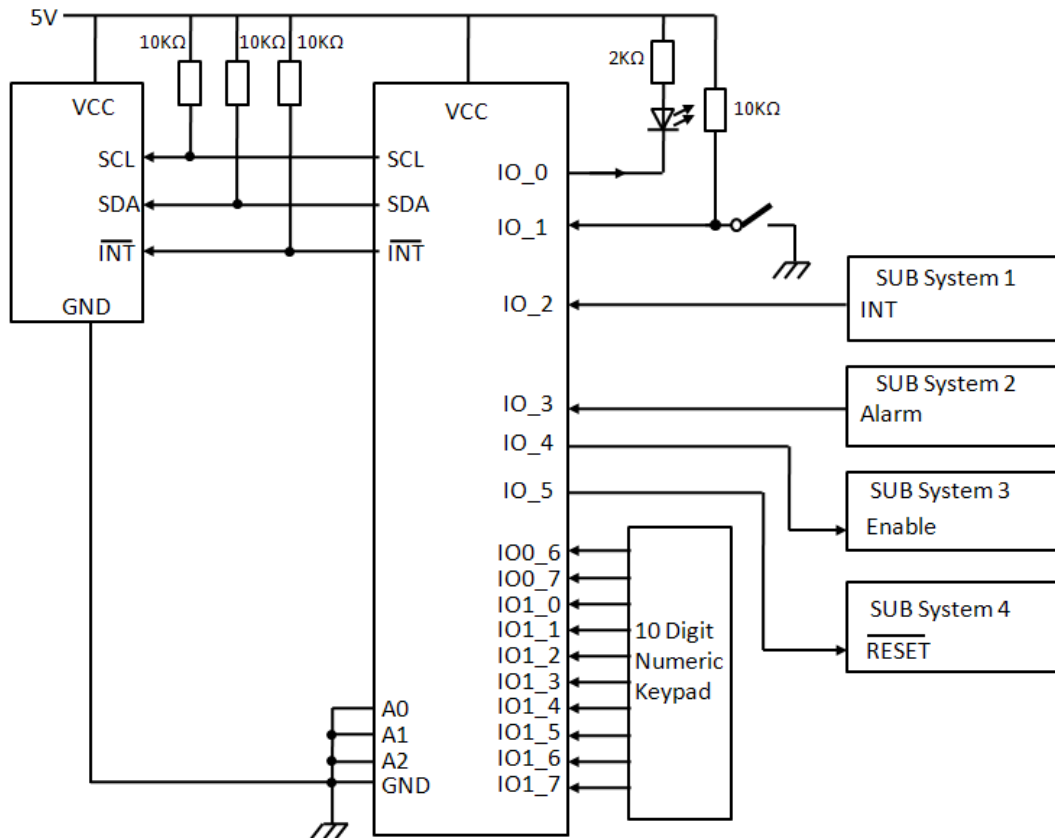 5V
10KΩ
10KΩ
10KΩ
2KΩ
10KΩ
VCC
SCL
SDA
INT
GND
VCC
SCL
SDA
INT
A0
A1
A2
GND
IO_0
IO_1
IO_2
IO_3
IO_4
IO_5
IO0_6
IO0_7
IO1_0
IO1_1
IO1_2
IO1_3
IO1_4
IO1_5
IO1_6
IO1_7
10 Digit
Numeric
Keypad
SUB System 1
INT
SUB System 2
Alarm
SUB System 3
Enable
SUB System 4
RESET